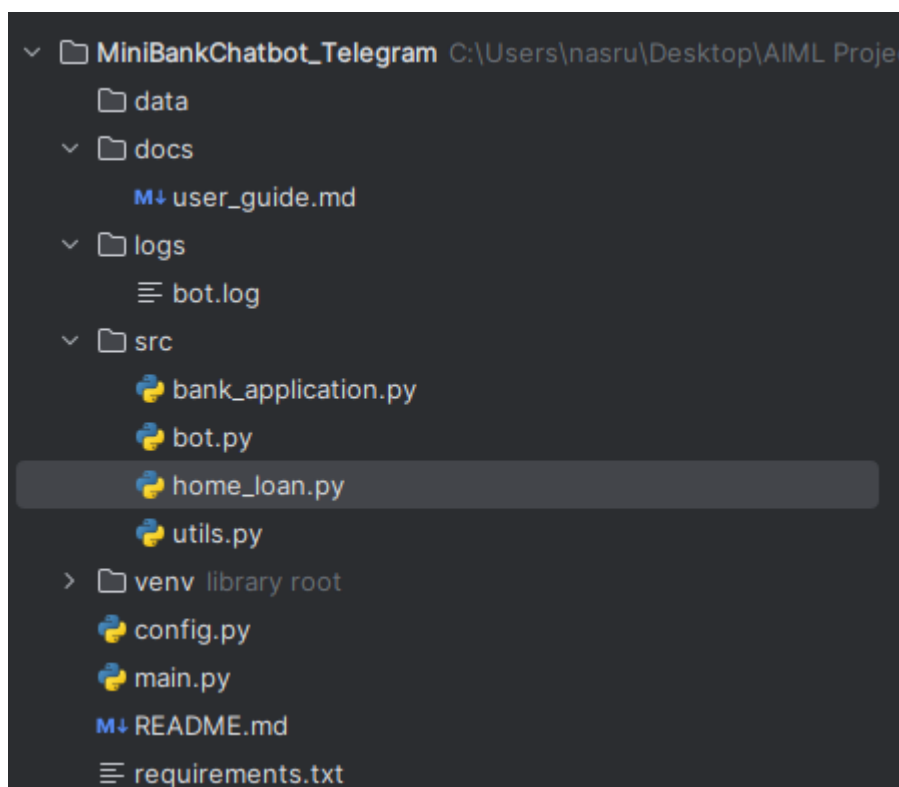 MiniBankChatbot_Telegram C:\Users\nasru\Desktop\AIML Proje
data
docs
M↓ user_guide.md
logs
bot.log
src
bank_application.py
bot.py
home_loan.py
utils.py
venv library root
config.py
main.py
M↓ README.md
requirements.txt